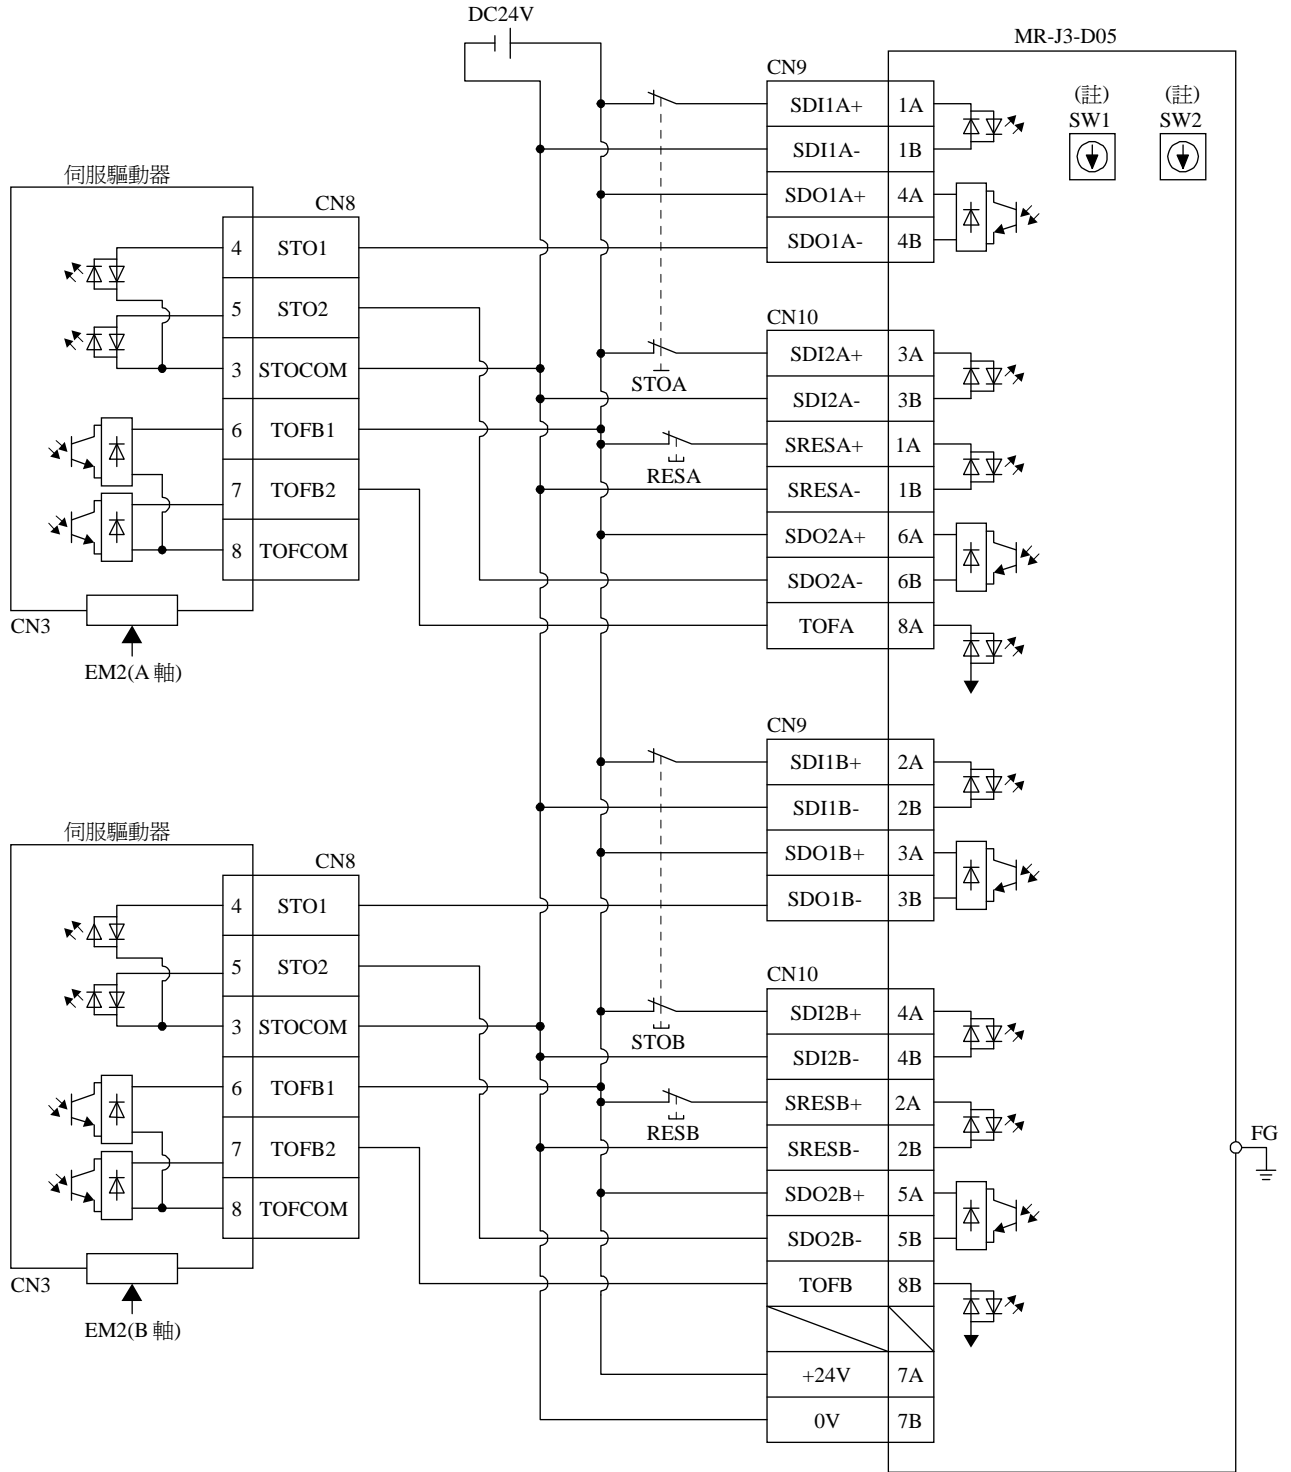 DC24V
MR-J3-D05
(註)
SW1
(註)
SW2
CN9
SDI1A+ 1A
SDI1A- 1B
SDO1A+ 4A
SDO1A- 4B
伺服驅動器
CN8
4 STO1
5 STO2
3 STOCOM
6 TOFB1
7 TOFB2
8 TOFCOM
CN3
EM2(A 軸)
STOA
RESA
CN10
SDI2A+ 3A
SDI2A- 3B
SRESA+ 1A
SRESA- 1B
SDO2A+ 6A
SDO2A- 6B
TOFA 8A
CN9
SDI1B+ 2A
SDI1B- 2B
SDO1B+ 3A
SDO1B- 3B
伺服驅動器
CN8
4 STO1
5 STO2
3 STOCOM
6 TOFB1
7 TOFB2
8 TOFCOM
CN3
EM2(B 軸)
STOB
RESB
CN10
SDI2B+ 4A
SDI2B- 4B
SRESB+ 2A
SRESB- 2B
SDO2B+ 5A
SDO2B- 5B
TOFB 8B
+24V 7A
0V 7B
FG